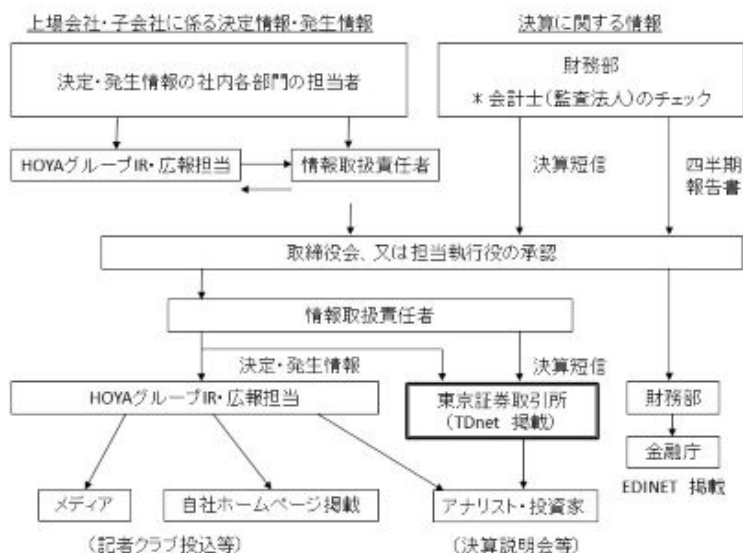 上場会社・子会社に係る決定情報・発生情報
決算に関する情報
決定・発生情報の社内各部門の担当者
財務部
*会計士(監査法人)のチェック
HOYAグループIR・広報担当
情報取扱責任者
決算短信
四半期
報告書
取締役会、又は担当執行役の承認
情報取扱責任者
決定・発生情報
決算短信
HOYAグループIR・広報担当
東京証券取引所
(TDnet 掲載)
財務部
金融庁
EDINET 掲載
メディア
自社ホームページ掲載
アナリスト・投資家
(記者クラブ投込等)
(決算説明会等)